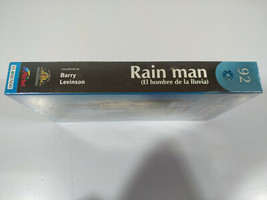 Barry
Levinson
Rain man
(El hombre de la lluvia)
92